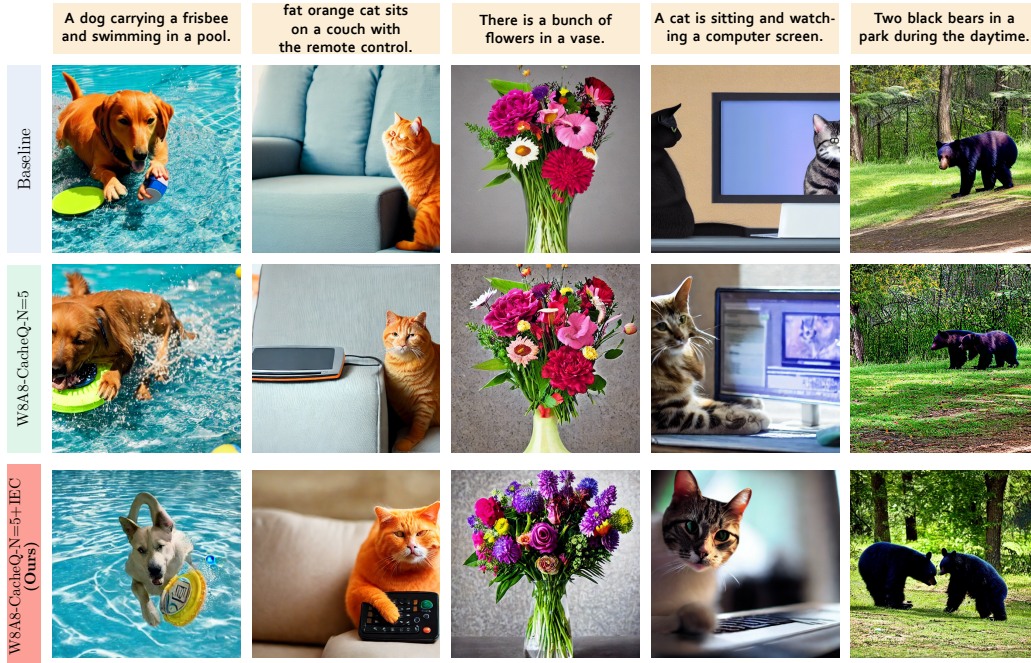 A dog carrying a frisbee
and swimming in a pool.
fat orange cat sits
on a couch with
the remote control.
There is a bunch of
flowers in a vase.
A cat is sitting and watch-
ing a computer screen.
Two black bears in a
park during the daytime.
Baseline
W8A8-CacheQ-N=5
W8A8-CacheQ-N=5+IEC
(Ours)